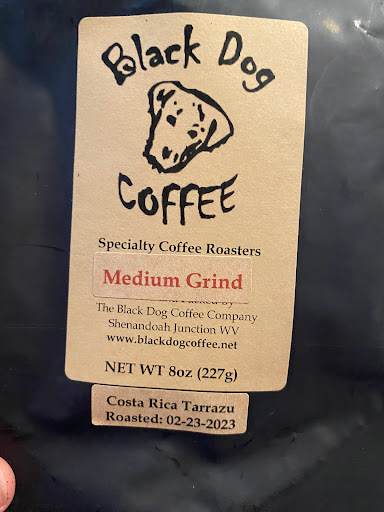 Black Dog
COFFEE
Specialty Coffee Roasters
Medium Grind
The Black Dog Coffee Company
Shenandoah Junction WV
www.blackdogcoffee.net
NET WT 8oz (227g)
Costa Rica Tarrazu
Roasted: 02-23-2023